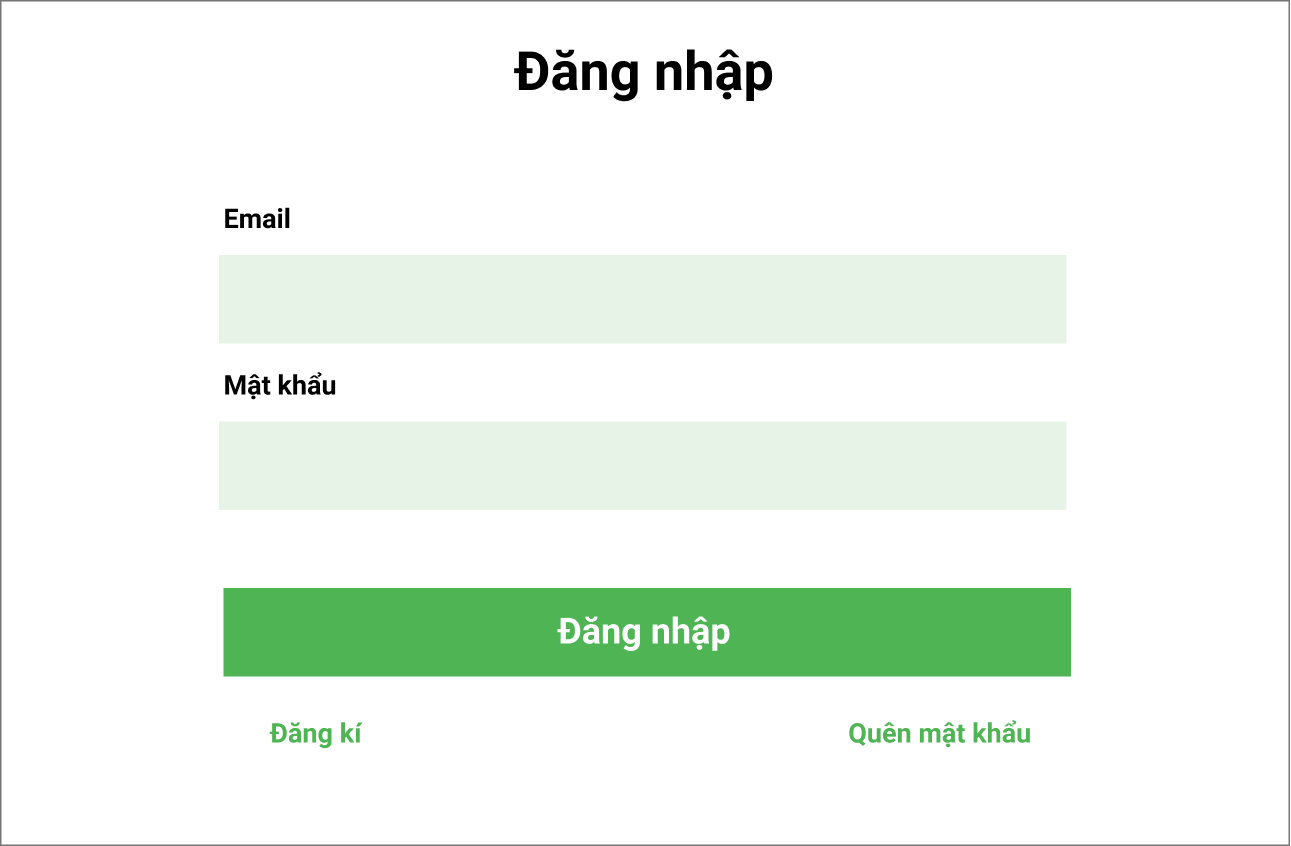 Đăng nhập
Email
Mật khẩu
Đăng nhập
Đăng kí
Quên mật khẩu